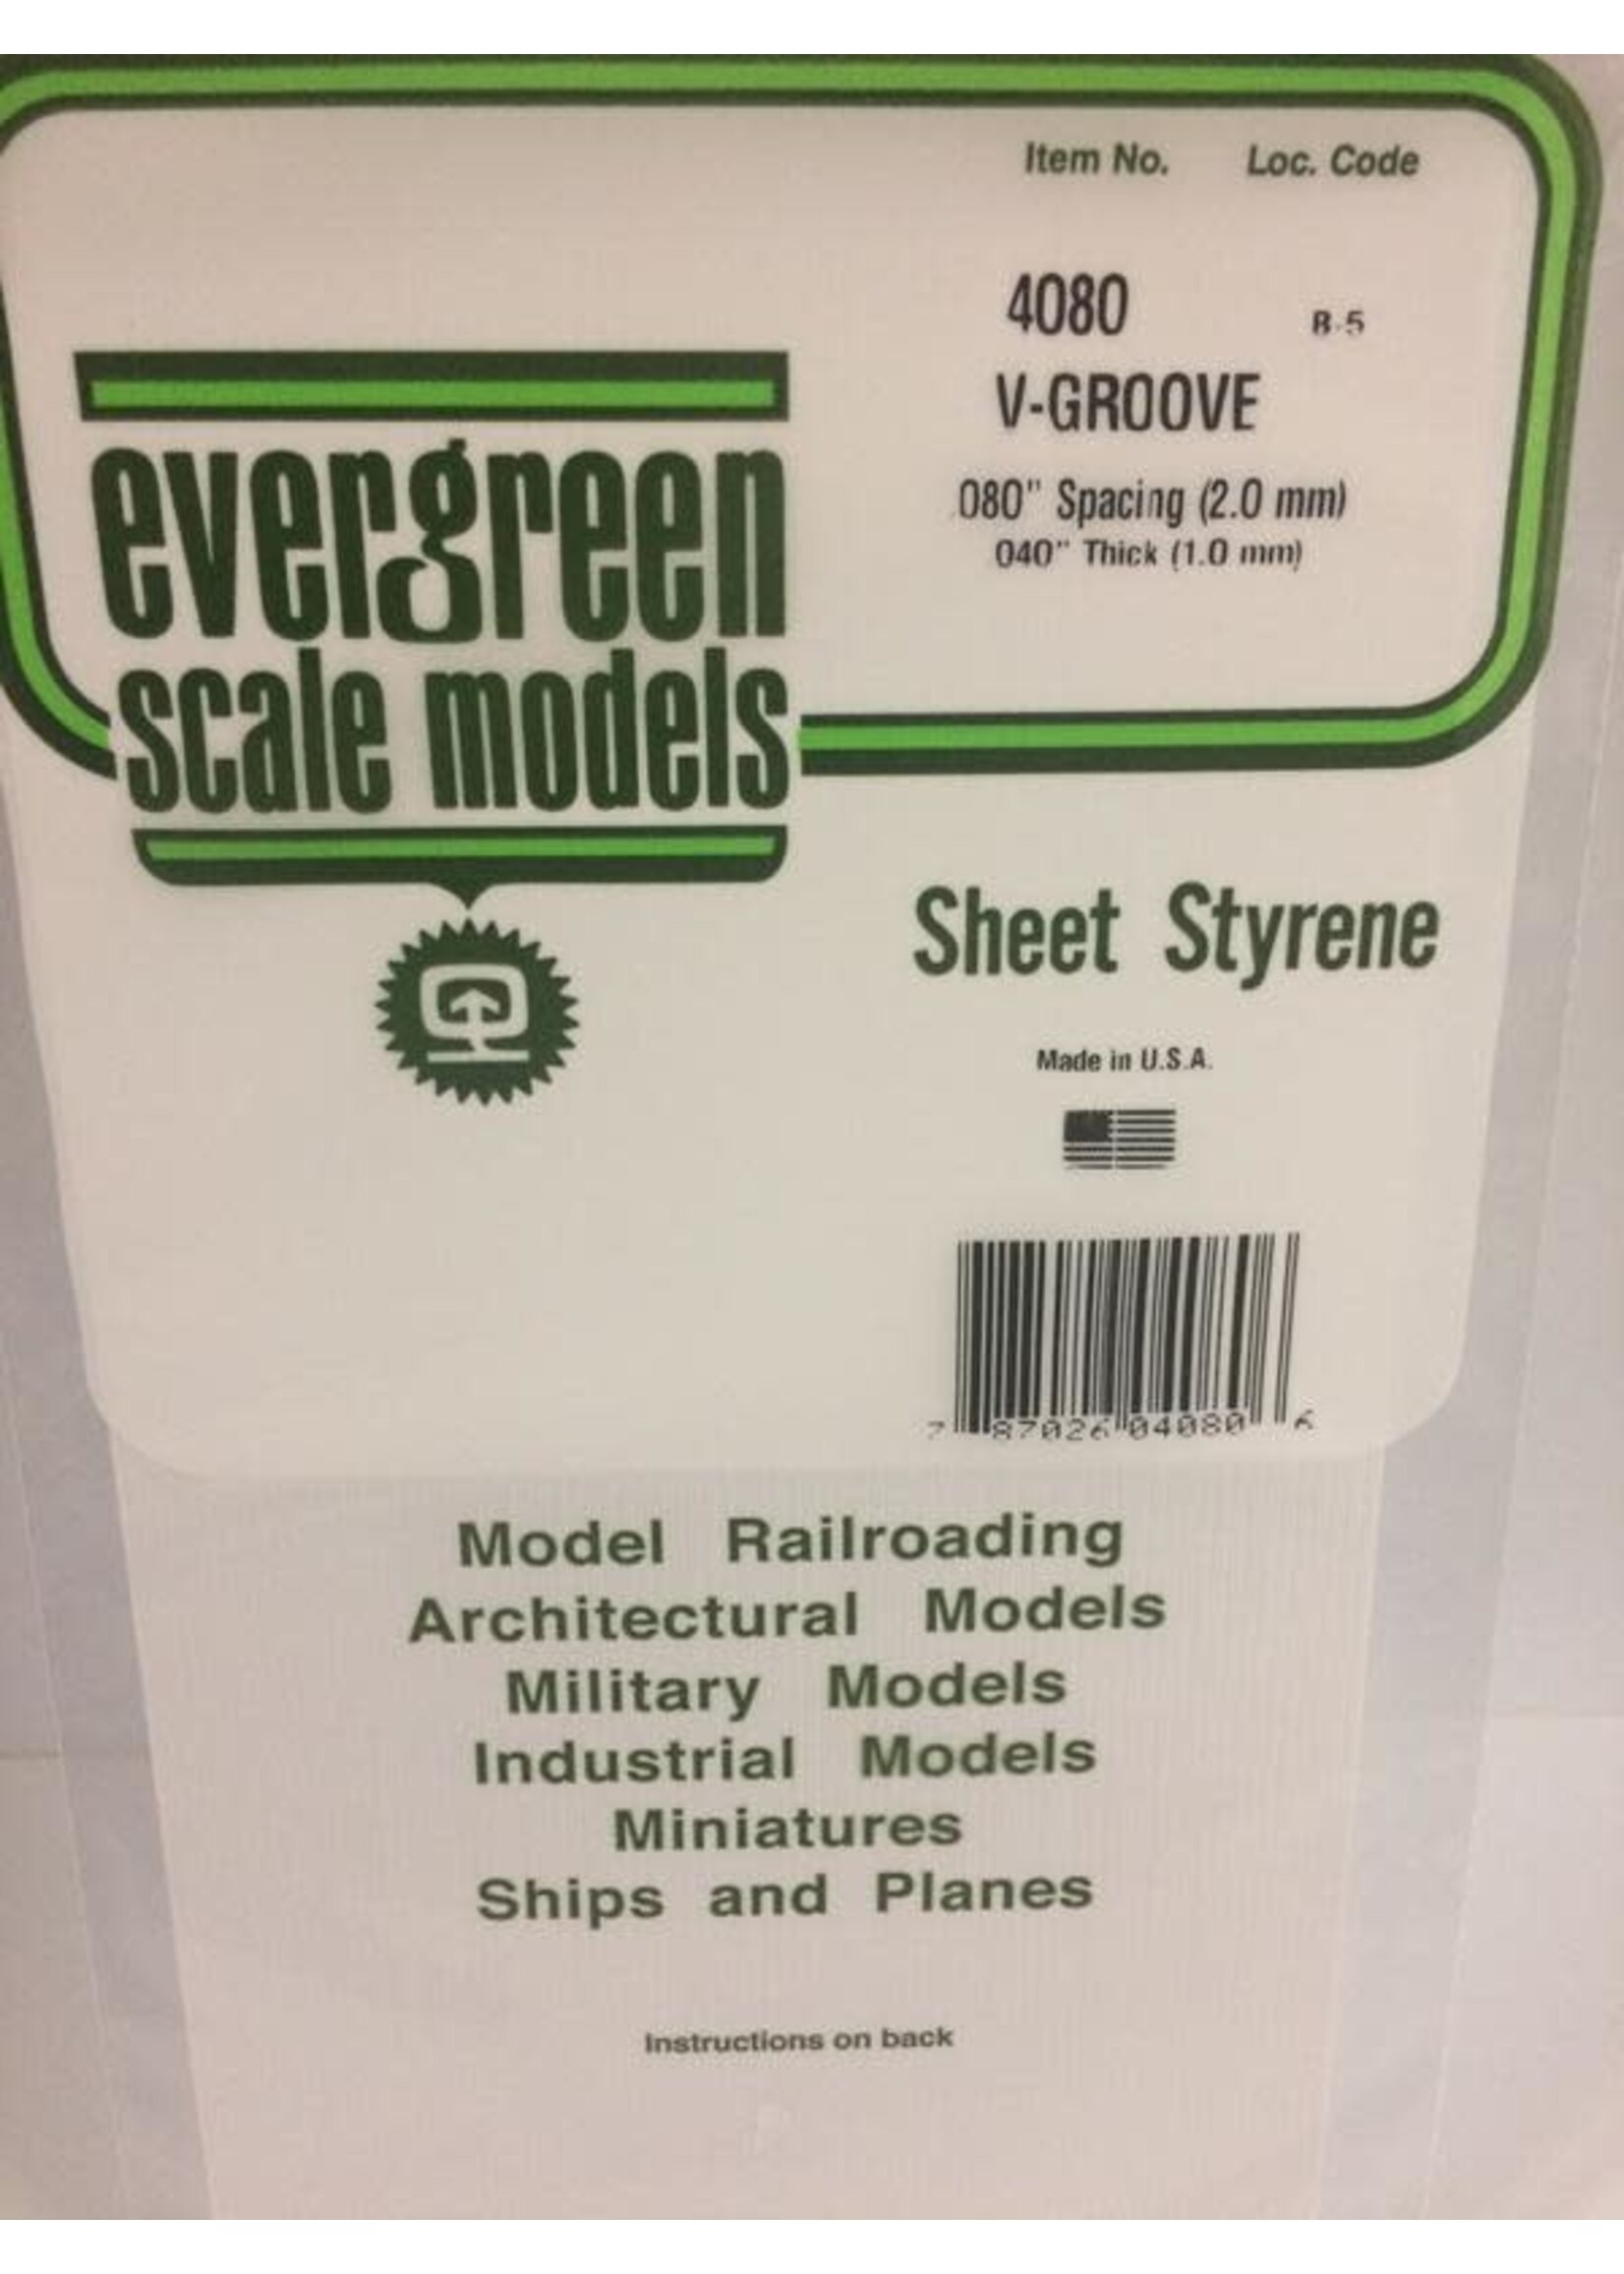 Item No. Loc. Code
4080 B-5
V-GROOVE
.080" Spacing (2.0 mm)
040" Thick (1.0 mm)
evergreen
scale models
Sheet Styrene
Made in U.S.A.
7 87026 04080 6
Model Railroading
Architectural Models
Military Models
Industrial Models
Miniatures
Ships and Planes
Instructions on back